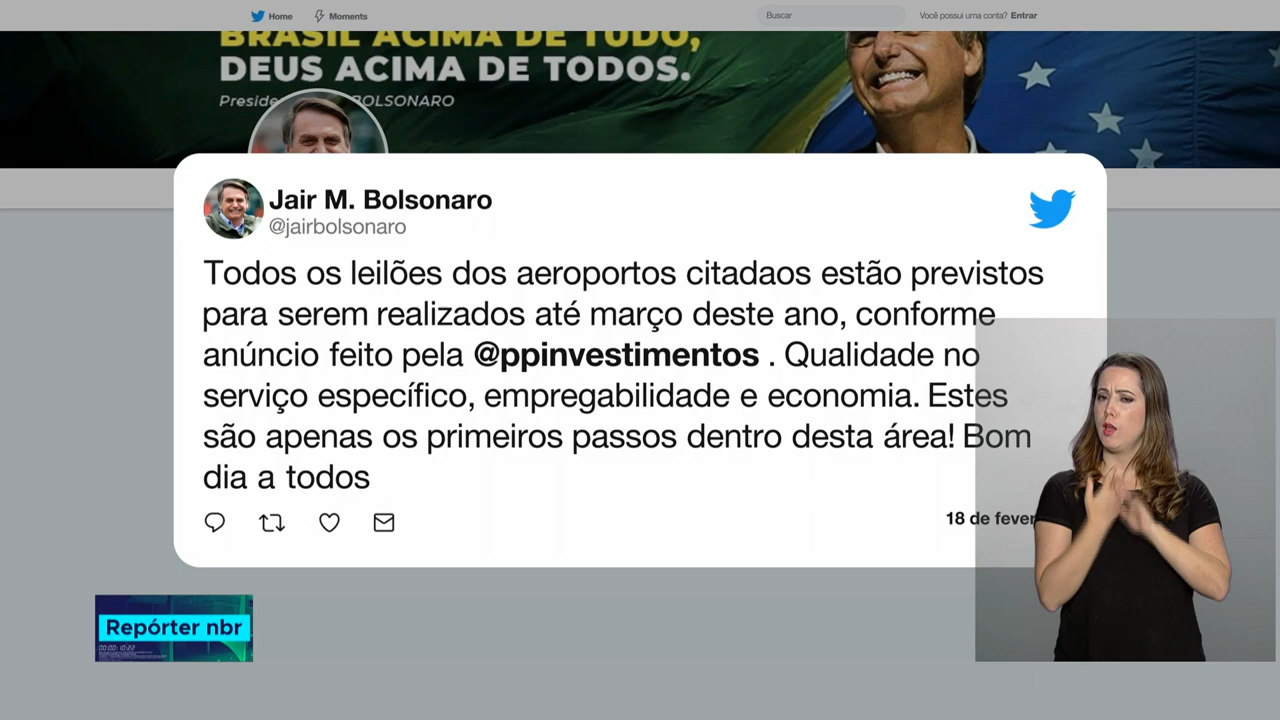 Home
Moments
Buscar
Você possui uma conta? Entrar
BRASIL ACIMA DE TUDO,
DEUS ACIMA DE TODOS.
BOLSONARO
Jair M. Bolsonaro
@jairbolsonaro
Todos os leilões dos aeroportos citadaos estão previstos
para serem realizados até março deste ano, conforme
anúncio feito pela @ppinvestimentos . Qualidade no
serviço específico, empregabilidade e economia. Estes
são apenas os primeiros passos dentro desta área! Bom
dia a todos
18 de fever
Repórter nbr